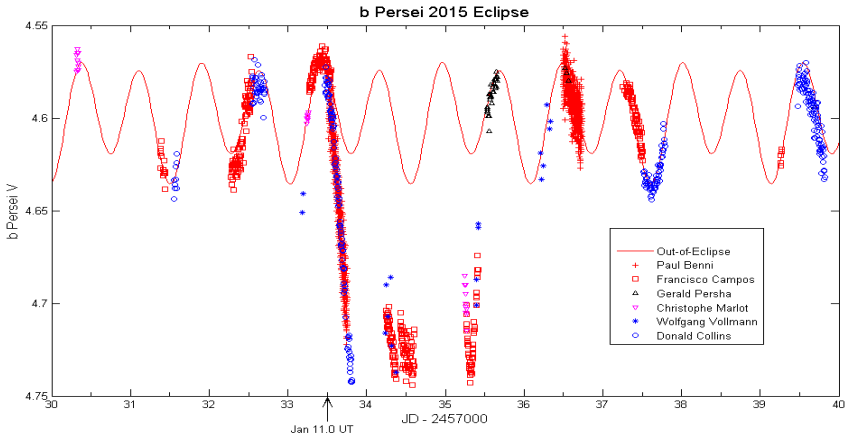 b Persei 2015 Eclipse
4.55
4.6
4.65
4.7
4.75
b Persei V
Out-of-Eclipse
Paul Benni
Francisco Campos
Gerald Persha
Christophe Marlot
Wolfgang Vollmann
Donald Collins
30 31 32 33 34 35 36 37 38 39 40
JD - 2457000
Jan 11.0 UT